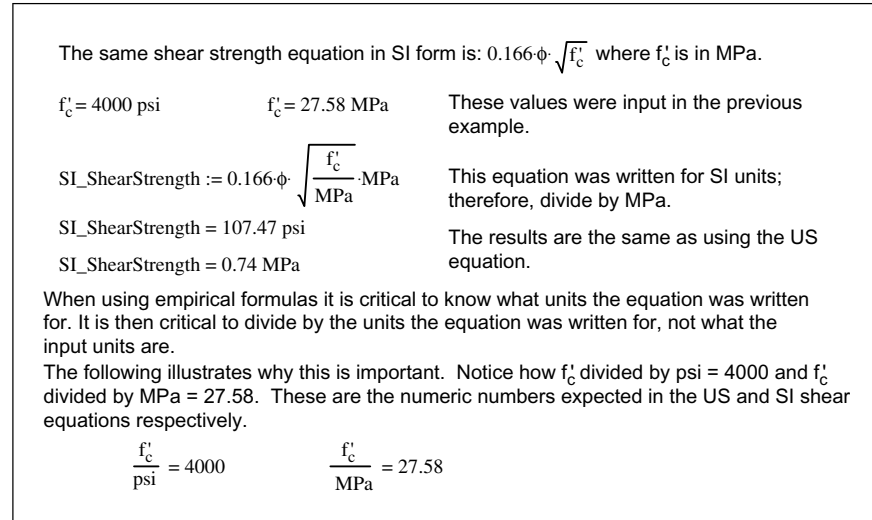 The same shear strength equation in SI form is: 0.166·ϕ·√f'c where f'c is in MPa.
f'c = 4000 psi f'c = 27.58 MPa These values were input in the previous
example.
SI_ShearStrength := 0.166·ϕ·√(f'c/MPa)·MPa This equation was written for SI units;
therefore, divide by MPa.
SI_ShearStrength = 107.47 psi The results are the same as using the US
SI_ShearStrength = 0.74 MPa equation.
When using empirical formulas it is critical to know what units the equation was written
for. It is then critical to divide by the units the equation was written for, not what the
input units are.
The following illustrates why this is important.  Notice how f'c divided by psi = 4000 and f'c
divided by MPa = 27.58.  These are the numeric numbers expected in the US and SI shear
equations respectively.
f'c/psi = 4000 f'c/MPa = 27.58